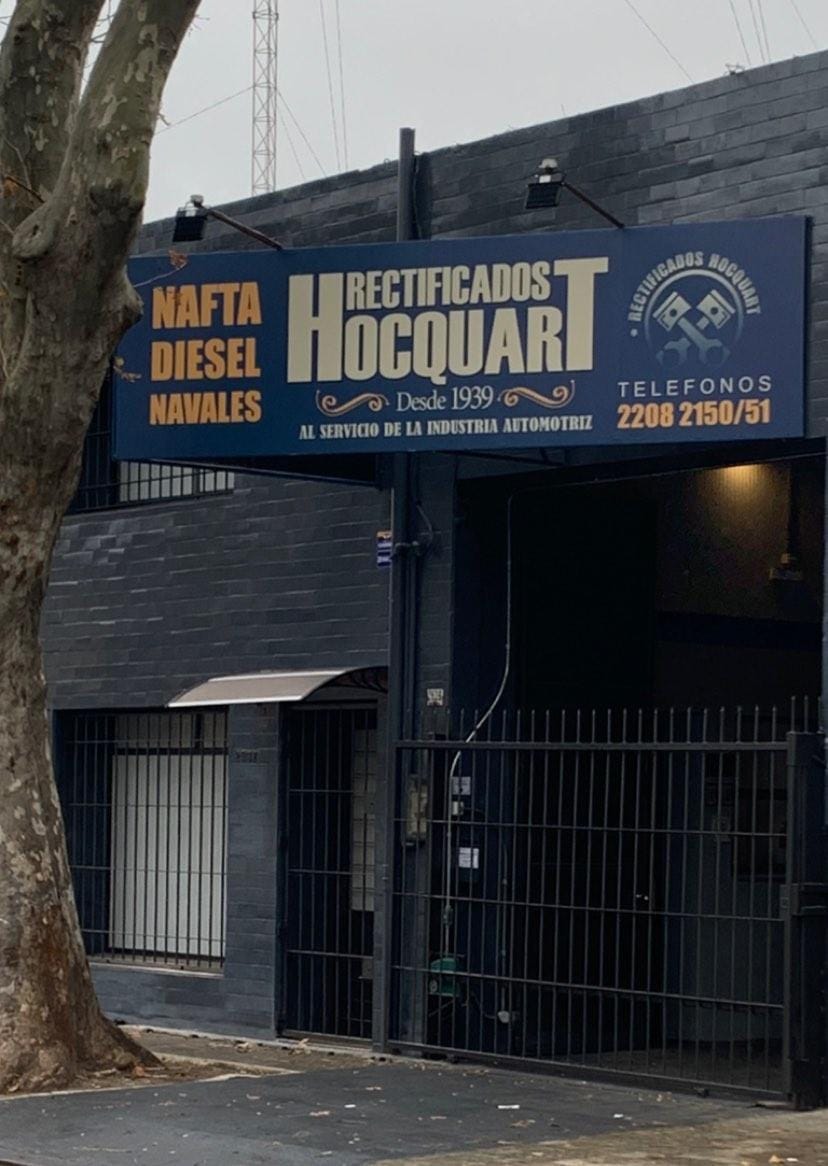 NAFTA
DIESEL
NAVALES
RECTIFICADOS
HOCQUART
Desde 1939
AL SERVICIO DE LA INDUSTRIA AUTOMOTRIZ
• RECTIFICADOS HOCQUART •
TELEFONOS
2208 2150/51